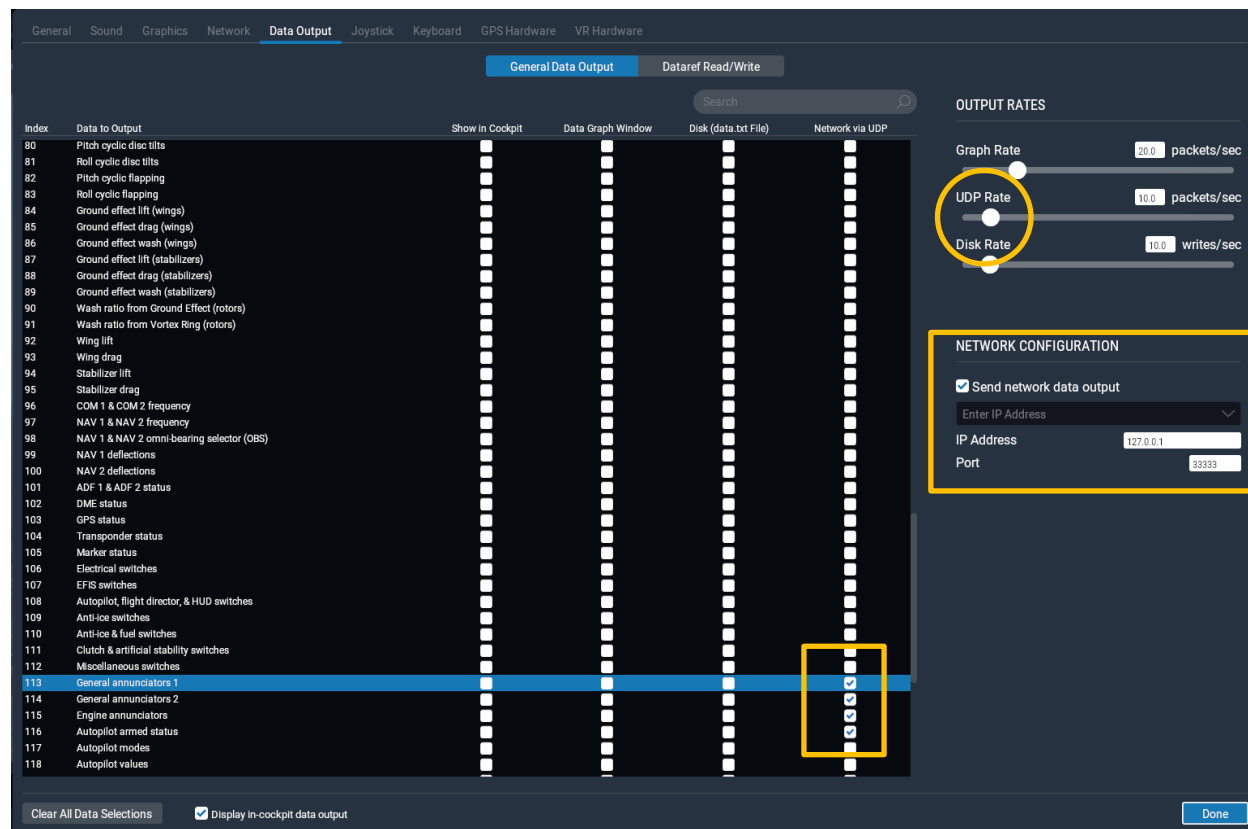 General Sound Graphics Network Data Output Joystick Keyboard GPS Hardware VR Hardware
General Data Output Dataref Read/Write
Search
Index Data to Output Show in Cockpit Data Graph Window Disk (data.txt File) Network via UDP
80 Pitch cyclic disc tilts
81 Roll cyclic disc tilts
82 Pitch cyclic flapping
83 Roll cyclic flapping
84 Ground effect lift (wings)
85 Ground effect drag (wings)
86 Ground effect wash (wings)
87 Ground effect lift (stabilizers)
88 Ground effect drag (stabilizers)
89 Ground effect wash (stabilizers)
90 Wash ratio from Ground Effect (rotors)
91 Wash ratio from Vortex Ring (rotors)
92 Wing lift
93 Wing drag
94 Stabilizer lift
95 Stabilizer drag
96 COM 1 & COM 2 frequency
97 NAV 1 & NAV 2 frequency
98 NAV 1 & NAV 2 omni-bearing selector (OBS)
99 NAV 1 deflections
100 NAV 2 deflections
101 ADF 1 & ADF 2 status
102 DME status
103 GPS status
104 Transponder status
105 Marker status
106 Electrical switches
107 EFIS switches
108 Autopilot, flight director, & HUD switches
109 Anti-ice switches
110 Anti-ice & fuel switches
111 Clutch & artificial stability switches
112 Miscellaneous switches
113 General annunciators 1
114 General annunciators 2
115 Engine annunciators
116 Autopilot armed status
117 Autopilot modes
118 Autopilot values
OUTPUT RATES
Graph Rate 20.0 packets/sec
UDP Rate 10.0 packets/sec
Disk Rate 10.0 writes/sec
NETWORK CONFIGURATION
Send network data output
Enter IP Address
IP Address 127.0.0.1
Port 33333
Clear All Data Selections Display in-cockpit data output Done